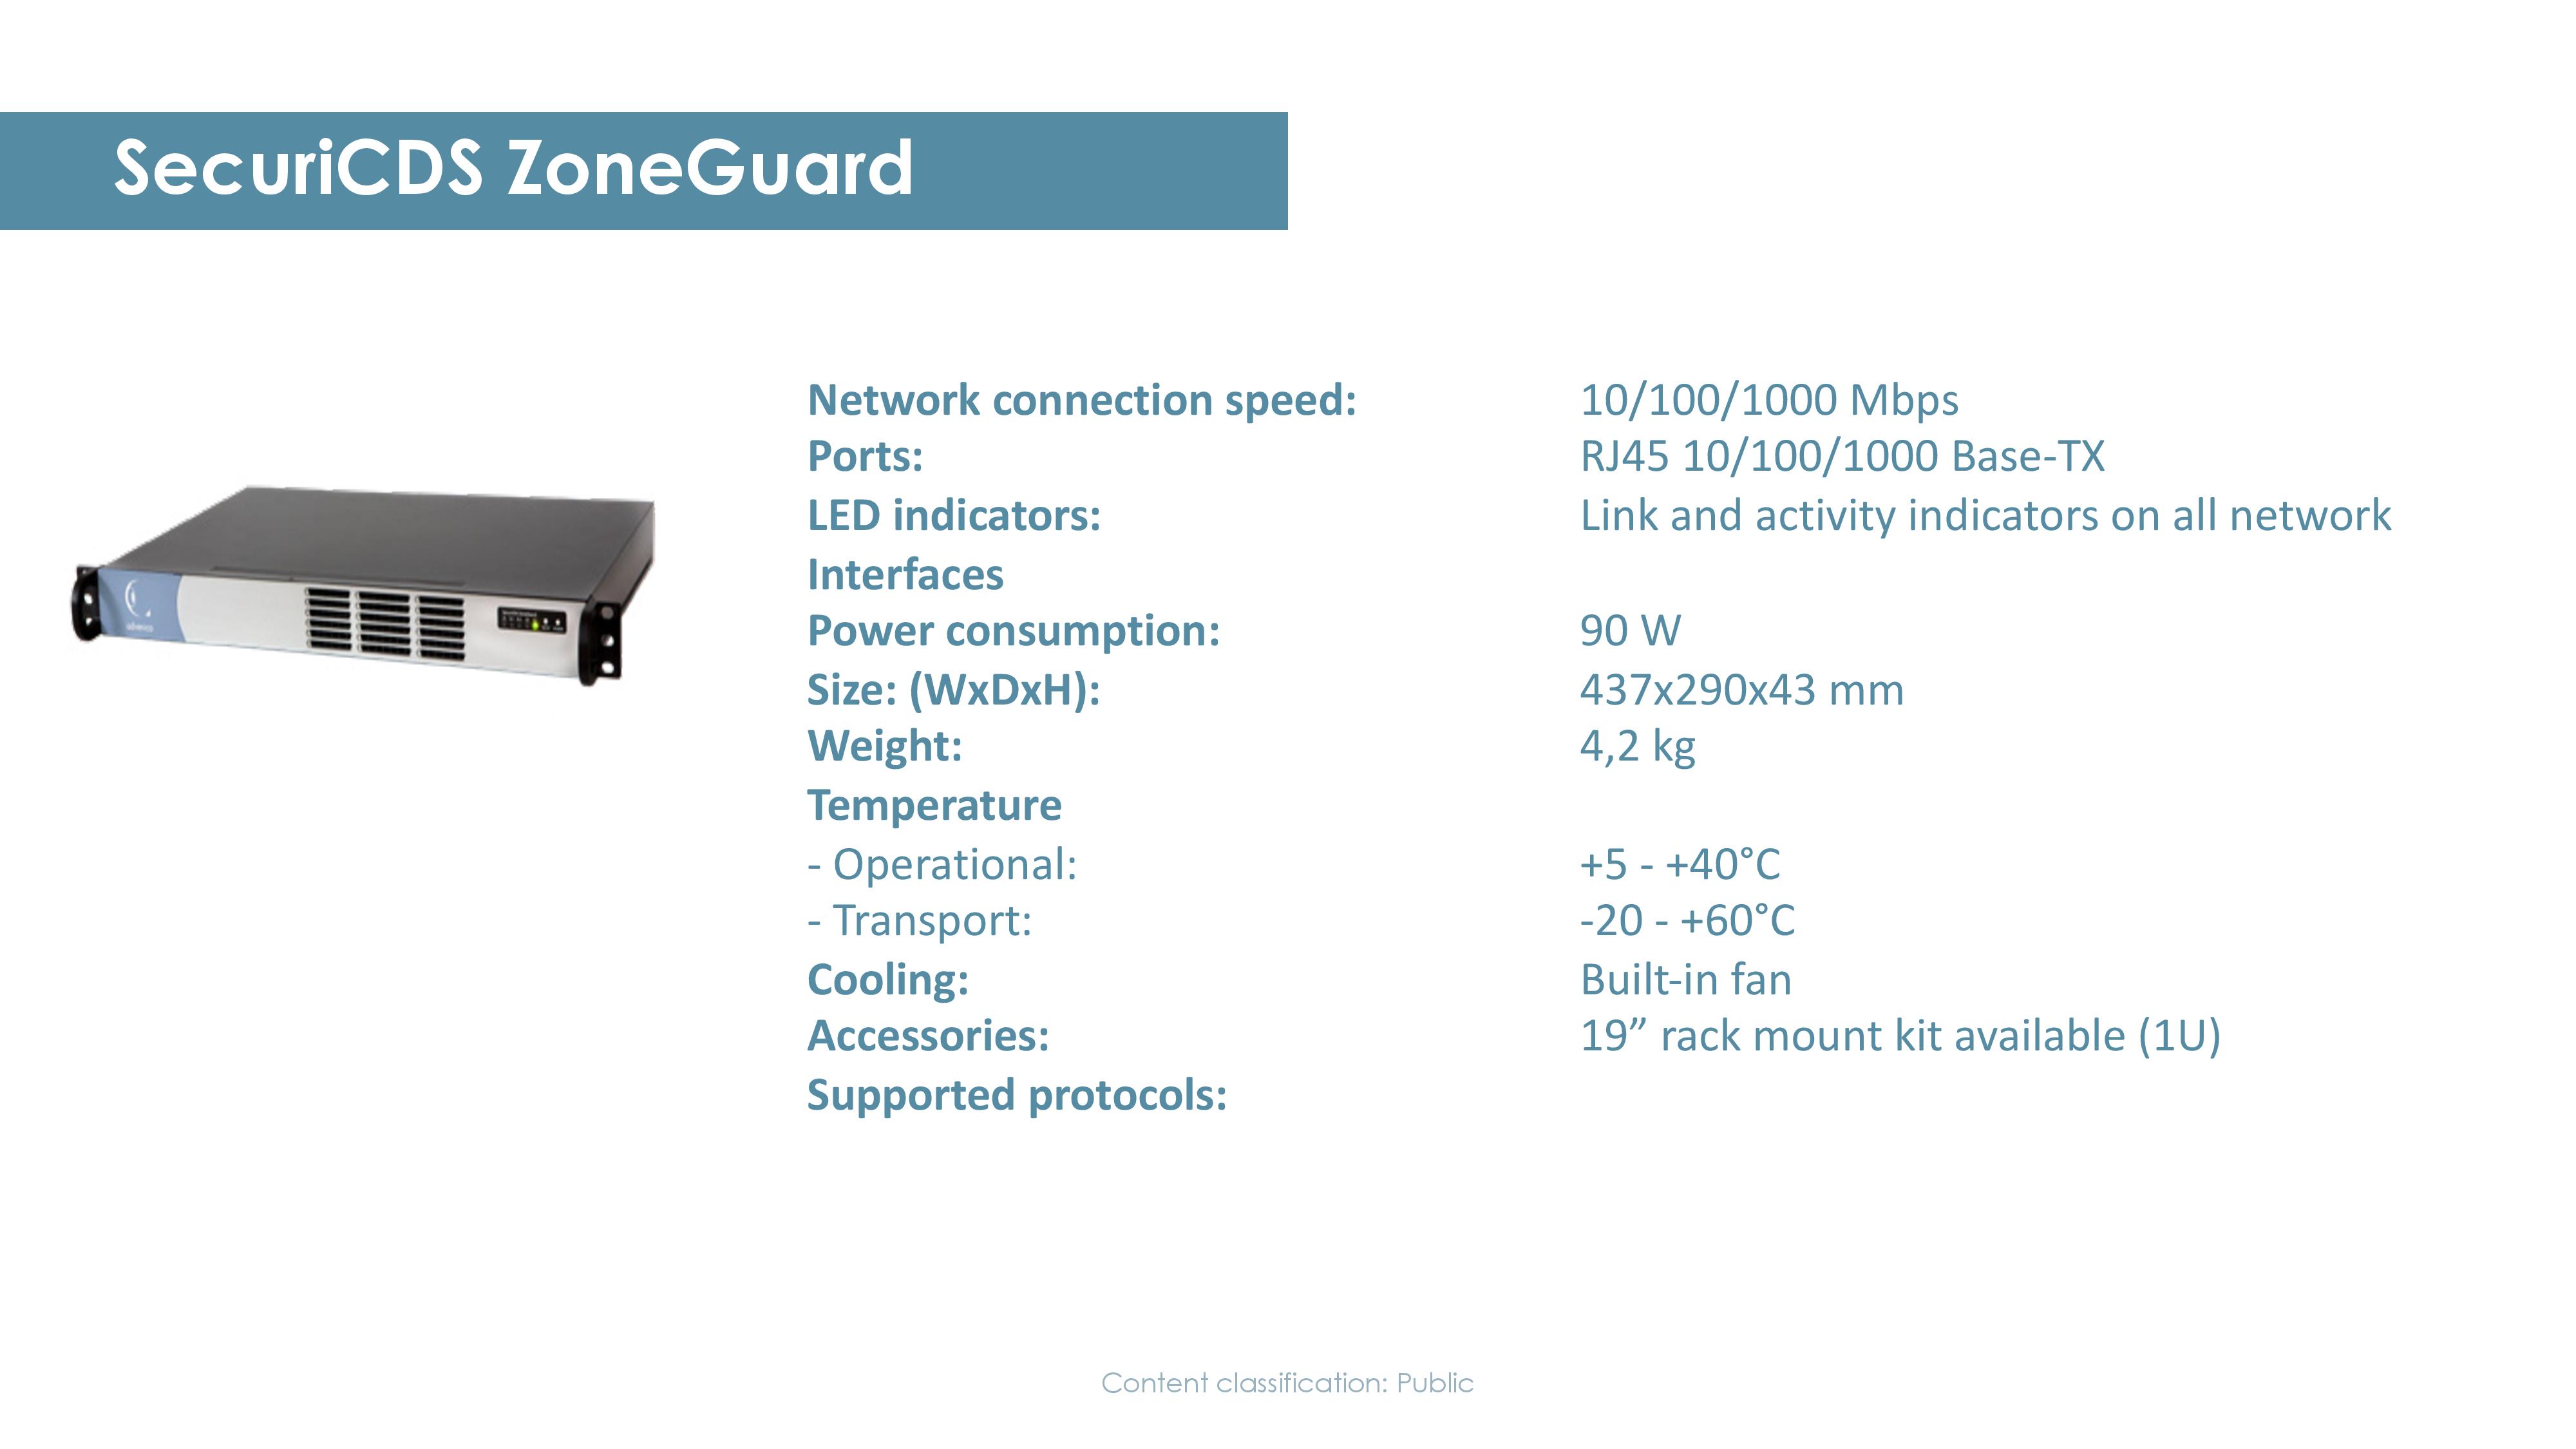 SecuriCDS ZoneGuard
Network connection speed: 10/100/1000 Mbps
Ports: RJ45 10/100/1000 Base-TX
LED indicators: Link and activity indicators on all network
Interfaces
Power consumption: 90 W
Size: (WxDxH): 437x290x43 mm
Weight: 4,2 kg
Temperature
- Operational: +5 - +40°C
- Transport: -20 - +60°C
Cooling: Built-in fan
Accessories: 19” rack mount kit available (1U)
Supported protocols:
Content classification: Public